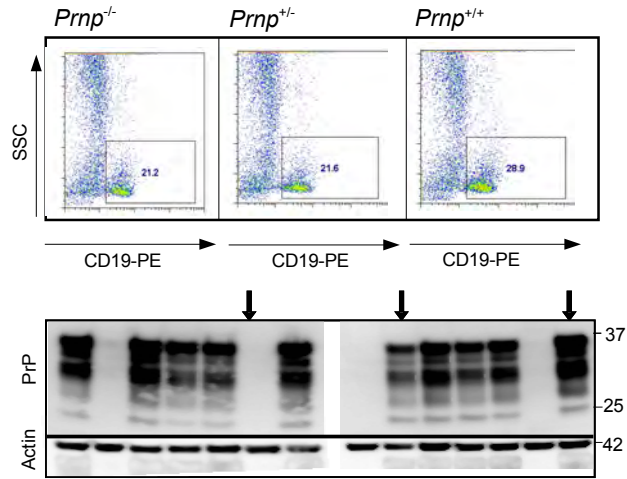 Prnp-/- Prnp+/- Prnp+/+
SSC
21.2 21.6 28.9
CD19-PE CD19-PE CD19-PE
PrP
37
25
Actin
42